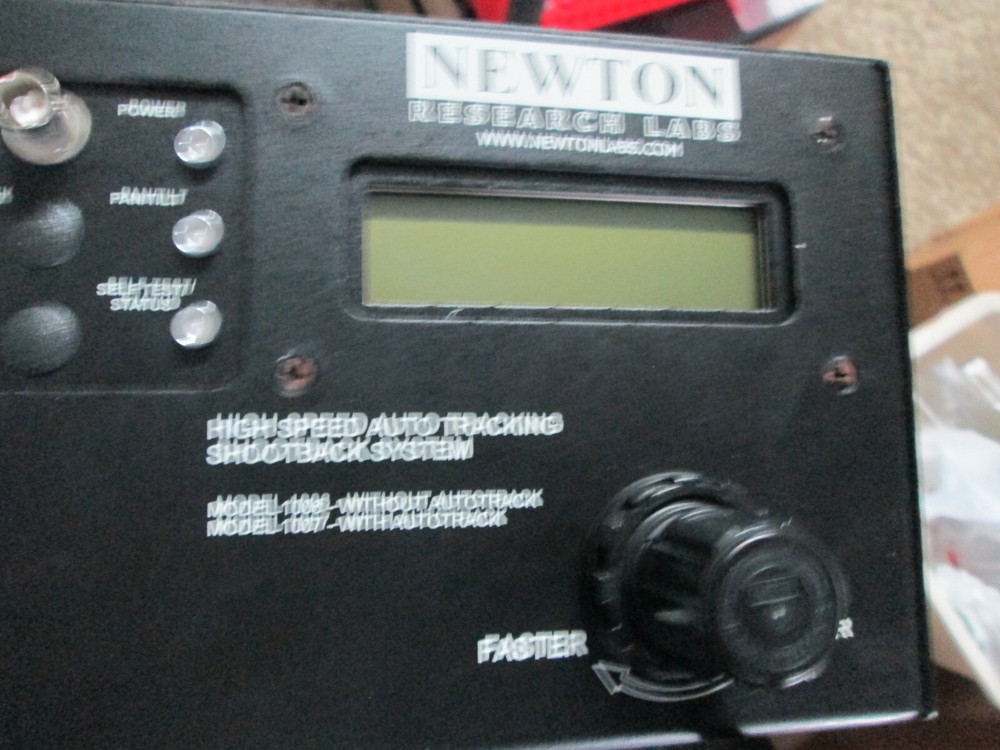 NEWTON
RESEARCH LABS
WWW.NEWTONLABS.COM
POWER
PAN/TILT
SELF TEST/
STATUS
HIGH SPEED AUTO TRACKING
SHOOTBACK SYSTEM
MODEL 1006 - WITHOUT AUTOTRACK
MODEL 1007 - WITH AUTOTRACK
FASTER